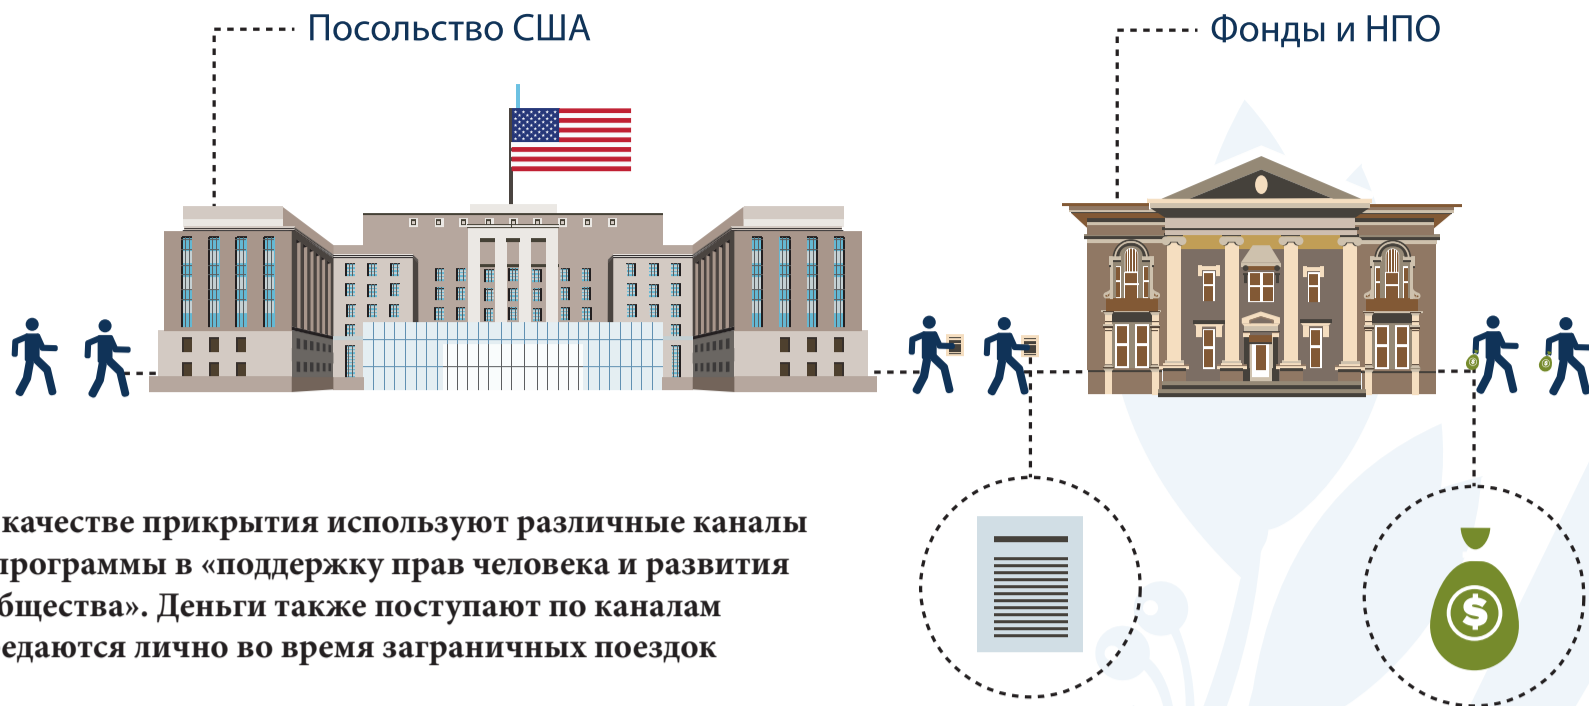 Посольство США
Фонды и НПО
качестве прикрытия используют различные каналы
программы в «поддержку прав человека и развития
бщества». Деньги также поступают по каналам
едаются лично во время заграничных поездок
$